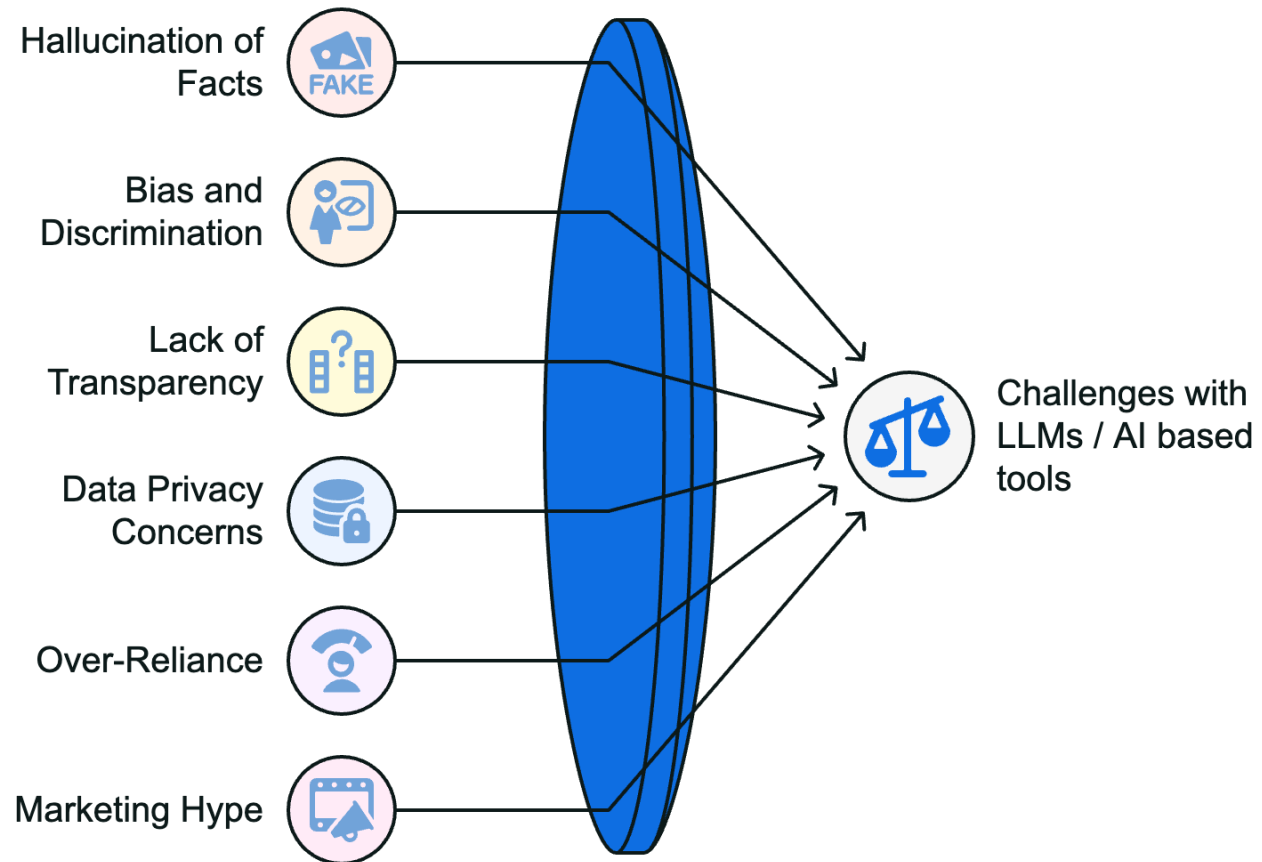 Hallucination of
Facts
FAKE
Bias and
Discrimination
Lack of
Transparency
?
Data Privacy
Concerns
Over-Reliance
Marketing Hype
Challenges with
LLMs / AI based
tools